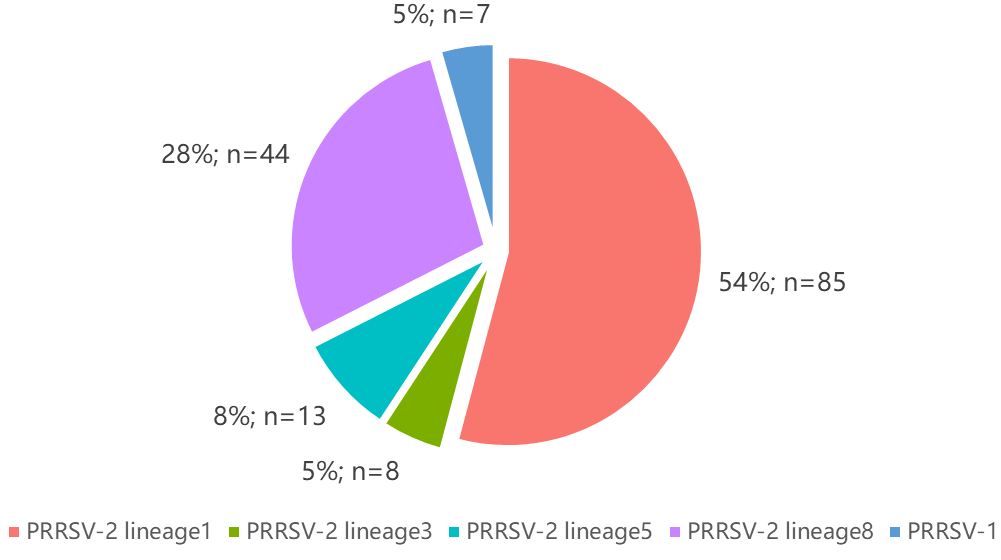 5%; n=7
28%; n=44
54%; n=85
8%; n=13
5%; n=8
PRRSV-2 lineage1 PRRSV-2 lineage3 PRRSV-2 lineage5 PRRSV-2 lineage8 PRRSV-1